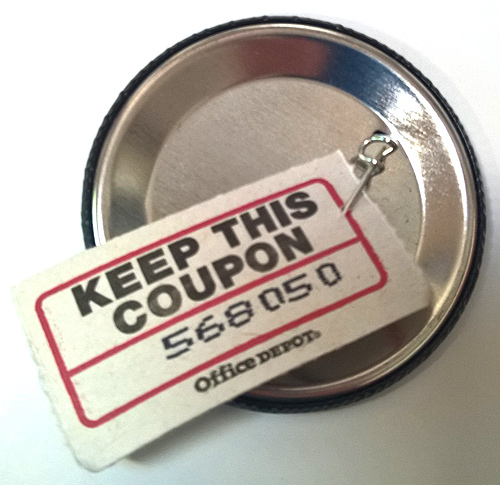 KEEP THIS
COUPON
568050
Office DEPOT®